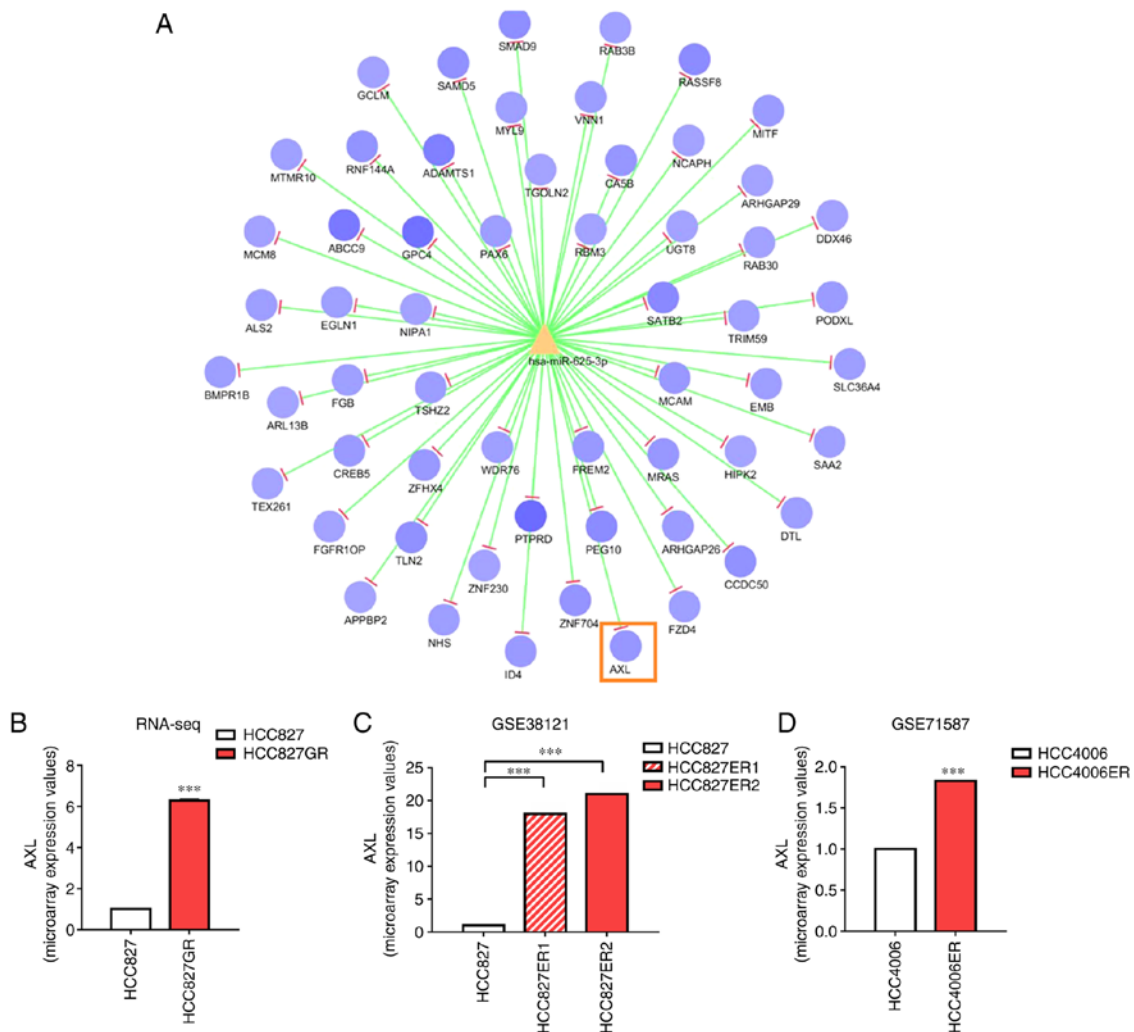 A
SMAD9
RAB3B
GCLM
SAMD5
RASSF8
MYL9
VNN1
MITF
MTMR10
RNF144A
ADAMTS1
TGOLN2
CA5B
NCAPH
ARHGAP29
MCM8
ABCC9
GPC4
PAX6
RBM3
UGT8
RAB30
DDX46
ALS2
EGLN1
NIPA1
SATB2
TRIM59
PODXL
hsa-miR-625-3p
BMPR1B
ARL13B
FGB
TSHZ2
MCAM
EMB
SLC36A4
TEX261
CREB5
ZFHX4
WDR76
FREM2
MRAS
HIPK2
SAA2
FGFR1OP
TLN2
PTPRD
PEG10
ARHGAP26
DTL
APPBP2
ZNF230
CCDC50
NHS
ID4
ZNF704
AXL
FZD4
B
RNA-seq
HCC827
HCC827GR
AXL
(microarray expression values)
8
6
4
2
0
***
HCC827
HCC827GR
C
GSE38121
HCC827
HCC827ER1
HCC827ER2
AXL
(microarray expression values)
25
20
15
10
5
0
***
***
HCC827
HCC827ER1
HCC827ER2
D
GSE71587
HCC4006
HCC4006ER
AXL
(microarray expression values)
2.0
1.5
1.0
0.5
0.0
***
HCC4006
HCC4006ER